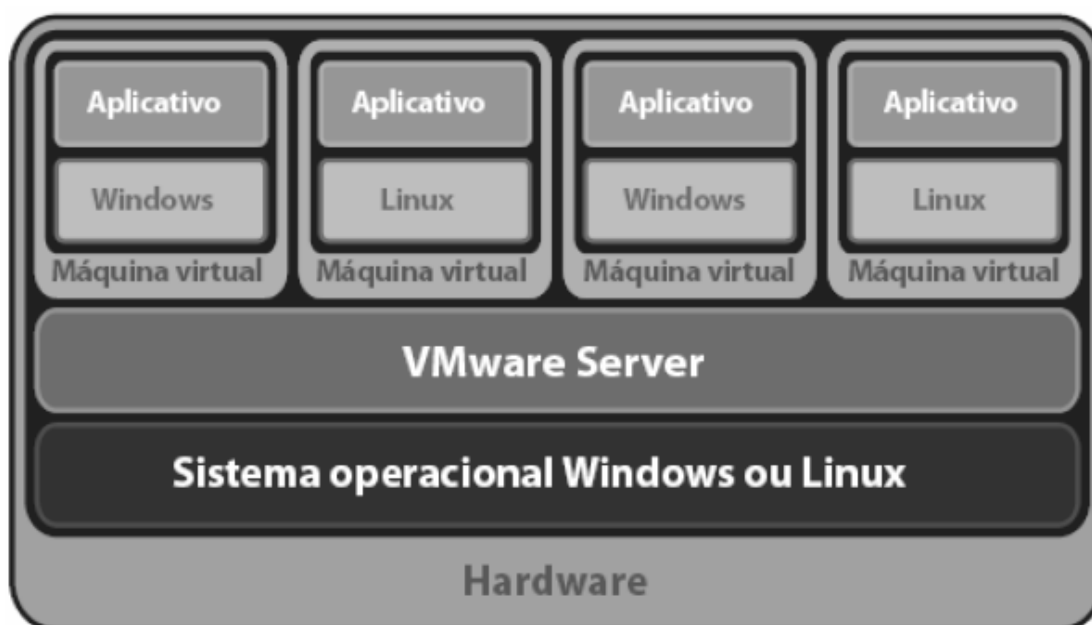 Aplicativo Aplicativo Aplicativo Aplicativo
Windows Linux Windows Linux
Máquina virtual Máquina virtual Máquina virtual Máquina virtual
VMware Server
Sistema operacional Windows ou Linux
Hardware